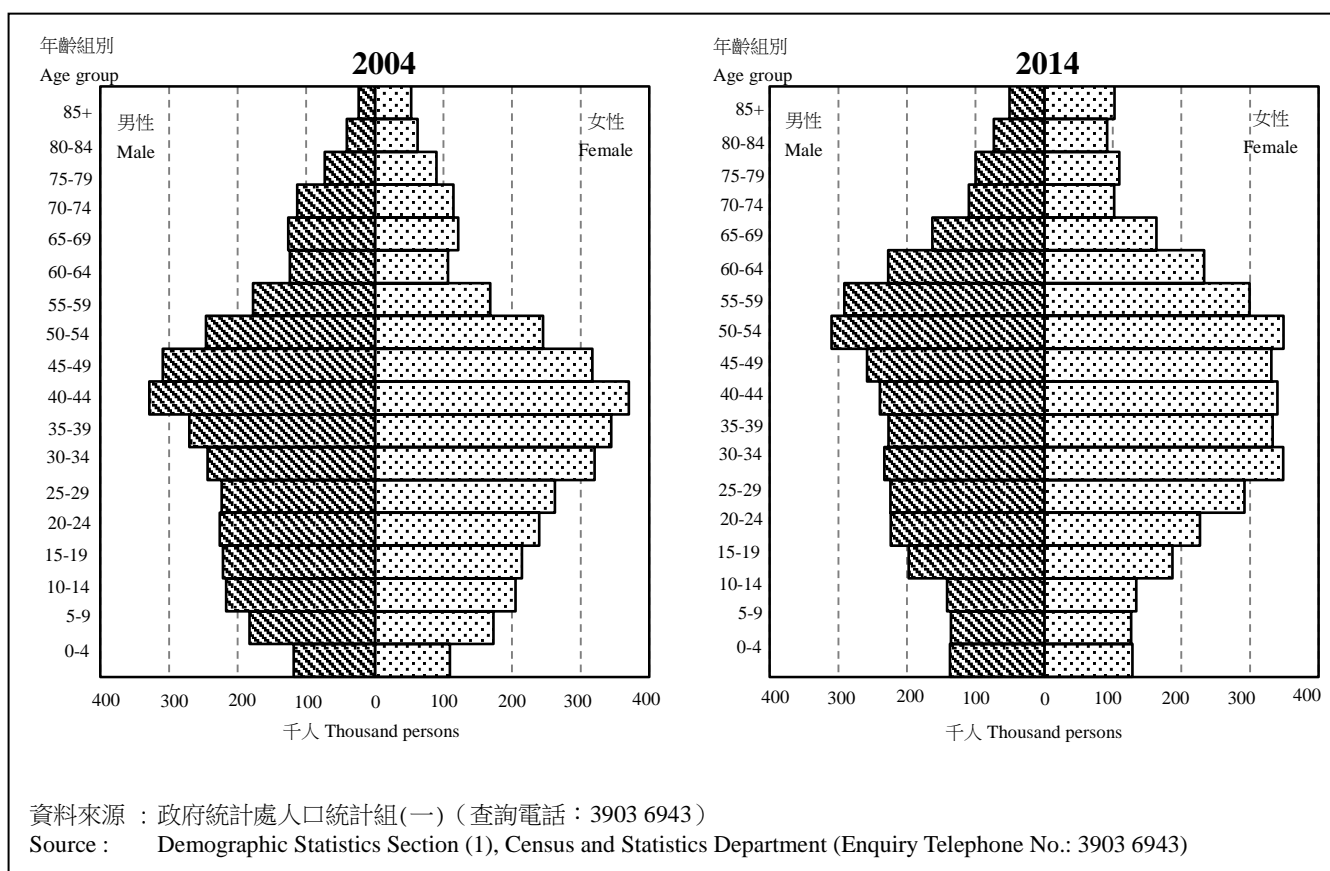 年齡組別
Age group
2004
男性
Male
女性
Female
85+
80-84
75-79
70-74
65-69
60-64
55-59
50-54
45-49
40-44
35-39
30-34
25-29
20-24
15-19
10-14
5-9
0-4
400 300 200 100 0 100 200 300 400
千人 Thousand persons
年齡組別
Age group
2014
男性
Male
女性
Female
85+
80-84
75-79
70-74
65-69
60-64
55-59
50-54
45-49
40-44
35-39
30-34
25-29
20-24
15-19
10-14
5-9
0-4
400 300 200 100 0 100 200 300 400
千人 Thousand persons
資料來源 : 政府統計處人口統計組(一)(查詢電話:3903 6943)
Source : Demographic Statistics Section (1), Census and Statistics Department (Enquiry Telephone No.: 3903 6943)